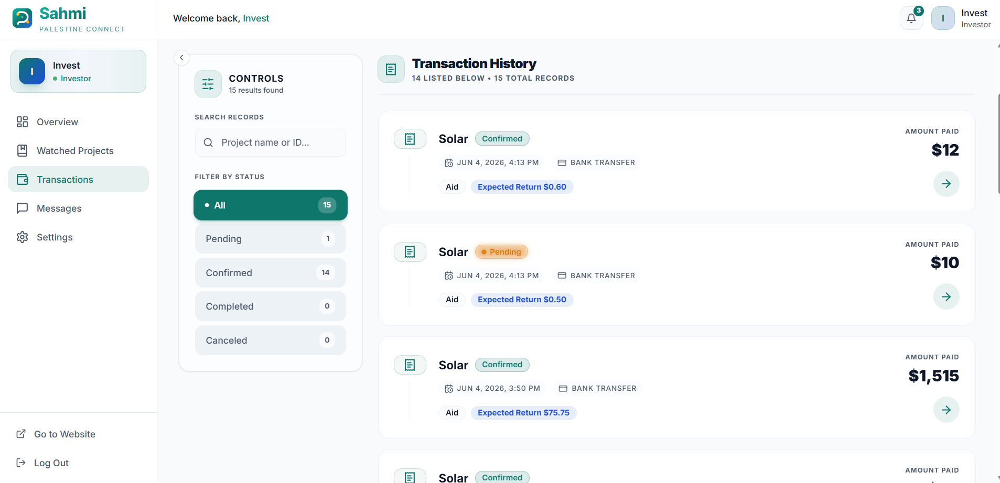 Sahmi
PALESTINE CONNECT
Welcome back, Invest
3
I
Invest
Investor
I
Invest
Investor
Overview
Watched Projects
Transactions
Messages
Settings
Go to Website
Log Out
CONTROLS
15 results found
SEARCH RECORDS
Project name or ID...
FILTER BY STATUS
All 15
Pending 1
Confirmed 14
Completed 0
Canceled 0
Transaction History
14 LISTED BELOW • 15 TOTAL RECORDS
Solar Confirmed
JUN 4, 2026, 4:13 PM BANK TRANSFER
Aid Expected Return $0.60
AMOUNT PAID
$12
Solar Pending
JUN 4, 2026, 4:13 PM BANK TRANSFER
Aid Expected Return $0.50
AMOUNT PAID
$10
Solar Confirmed
JUN 4, 2026, 3:50 PM BANK TRANSFER
Aid Expected Return $75.75
AMOUNT PAID
$1,515
Solar Confirmed
AMOUNT PAID